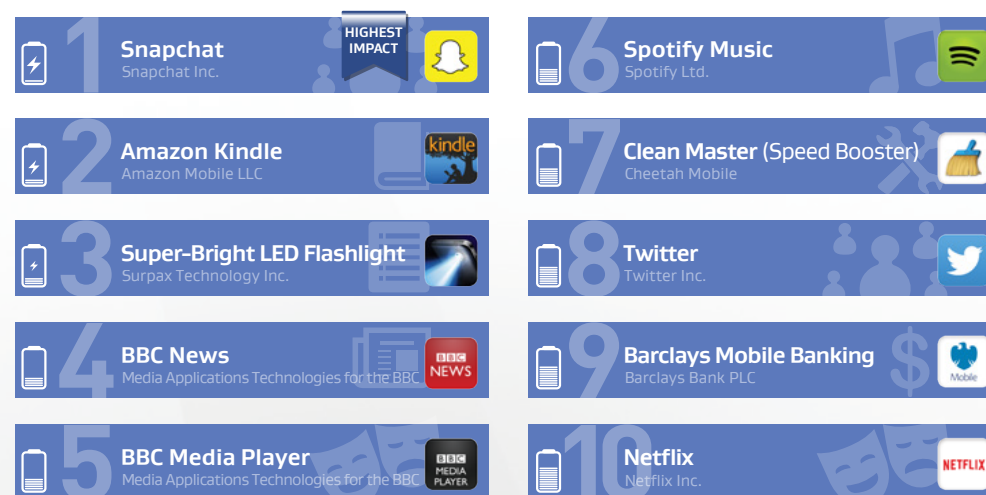 1
Snapchat
Snapchat Inc.
HIGHEST
IMPACT
2
Amazon Kindle
Amazon Mobile LLC
kindle
3
Super-Bright LED Flashlight
Surpax Technology Inc.
4
BBC News
Media Applications Technologies for the BBC
BBC
NEWS
5
BBC Media Player
Media Applications Technologies for the BBC
BBC
MEDIA
PLAYER
6
Spotify Music
Spotify Ltd.
7
Clean Master (Speed Booster)
Cheetah Mobile
8
Twitter
Twitter Inc.
9
Barclays Mobile Banking
Barclays Bank PLC
$
Mobile
10
Netflix
Netflix Inc.
NETFLIX